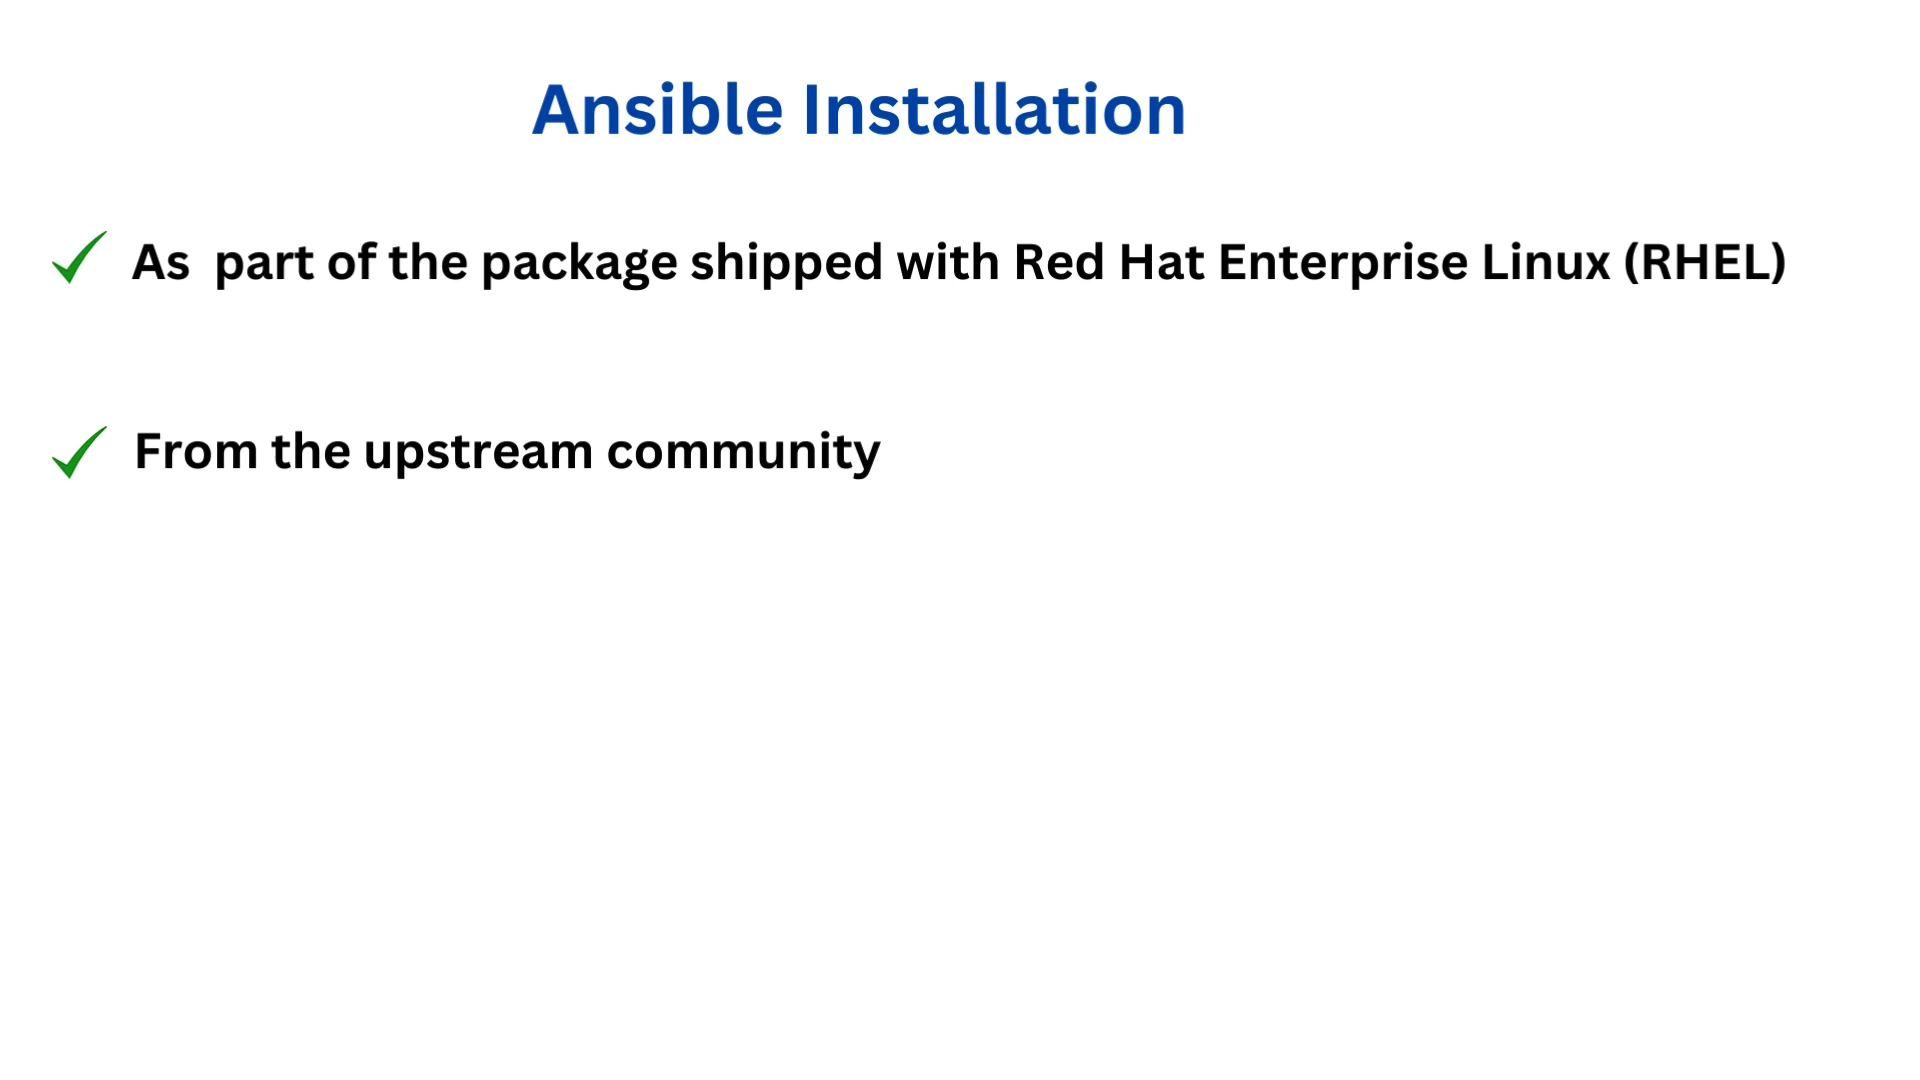 Ansible Installation
As  part of the package shipped with Red Hat Enterprise Linux (RHEL)
From the upstream community